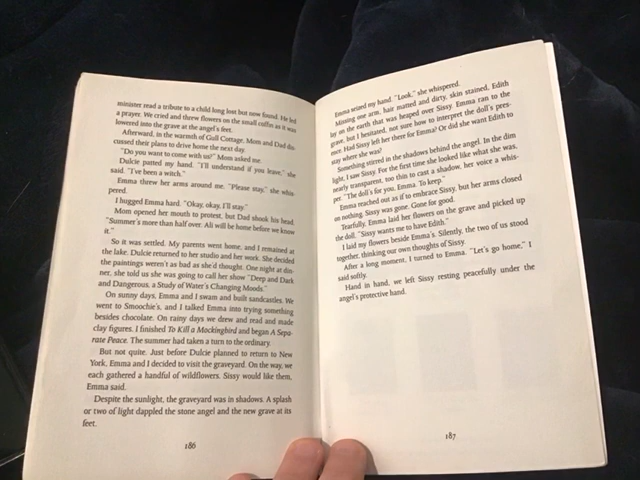 minister read a tribute to a child long lost but now found. He led
a prayer. We cried and threw flowers on the small coffin as it was
lowered into the grave at the angel's feet.
Afterward, in the warmth of Gull Cottage, Mom and Dad dis-
cussed their plans to drive home the next day.
"Do you want to come with us?" Mom asked me.
Dulcie patted my hand. "I'll understand if you leave," she
said. "I've been a witch."
Emma threw her arms around me. "Please stay," she whis-
pered.
I hugged Emma hard. "Okay, okay, I'll stay."
Mom opened her mouth to protest, but Dad shook his head.
"Summer's more than half over. Ali will be home before we know
it."
So it was settled. My parents went home, and I remained at
the lake. Dulcie returned to her studio and her work. She decided
the paintings weren't as bad as she'd thought. One night at din-
ner, she told us she was going to call her show "Deep and Dark
and Dangerous, a Study of Water's Changing Moods."
On sunny days, Emma and I swam and built sandcastles. We
went to Smoochie's, and I talked Emma into trying something
besides chocolate. On rainy days we drew and read and made
clay figures. I finished To Kill a Mockingbird and began A Sepa-
rate Peace. The summer had taken a turn to the ordinary.
But not quite. Just before Dulcie planned to return to New
York, Emma and I decided to visit the graveyard. On the way, we
each gathered a handful of wildflowers. Sissy would like them,
Emma said.
Despite the sunlight, the graveyard was in shadows. A splash
or two of light dappled the stone angel and the new grave at its
feet.
186
Emma seized my hand. "Look," she whispered.
Missing one arm, hair matted and dirty, skin stained, Edith
lay on the earth that was heaped over Sissy. Emma ran to the
grave, but I hesitated, not sure how to interpret the doll's pres-
ence. Had Sissy left her there for Emma? Or did she want Edith to
stay where she was?
Something stirred in the shadows behind the angel. In the dim
light, I saw Sissy. For the first time she looked like what she was,
nearly transparent, too thin to cast a shadow, her voice a whis-
per. "The doll's for you, Emma. To keep."
Emma reached out as if to embrace Sissy, but her arms closed
on nothing. Sissy was gone. Gone for good.
Tearfully, Emma laid her flowers on the grave and picked up
the doll. "Sissy wants me to have Edith."
I laid my flowers beside Emma's. Silently, the two of us stood
together, thinking our own thoughts of Sissy.
After a long moment, I turned to Emma. "Let's go home," I
said softly.
Hand in hand, we left Sissy resting peacefully under the
angel's protective hand.
187